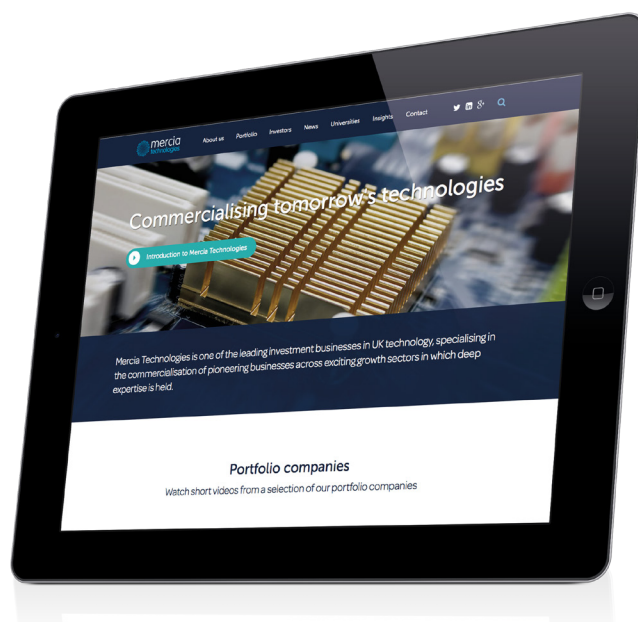 mercia
technologies
About us
Portfolio
Investors
News
Universities
Insights
Contact
Commercialising tomorrow's technologies
Introduction to Mercia Technologies
Mercia Technologies is one of the leading investment businesses in UK technology, specialising in
the commercialisation of pioneering businesses across exciting growth sectors in which deep
expertise is held.
Portfolio companies
Watch short videos from a selection of our portfolio companies